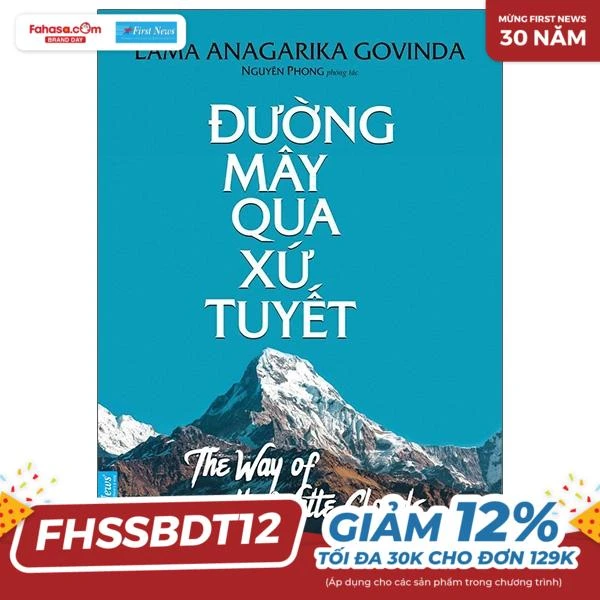 Fahasa.com
BRAND DAY
First News
MỪNG FIRST NEWS
30 NĂM
LAMA ANAGARIKA GOVINDA
NGUYÊN PHONG phóng tác
ĐƯỜNG
MÂY
QUA
XỨ
TUYẾT
The Way of
News
FHSSBDT12
GIẢM 12%
TỐI ĐA 30K CHO ĐƠN 129K
(Áp dụng cho các sản phẩm trong chương trình)